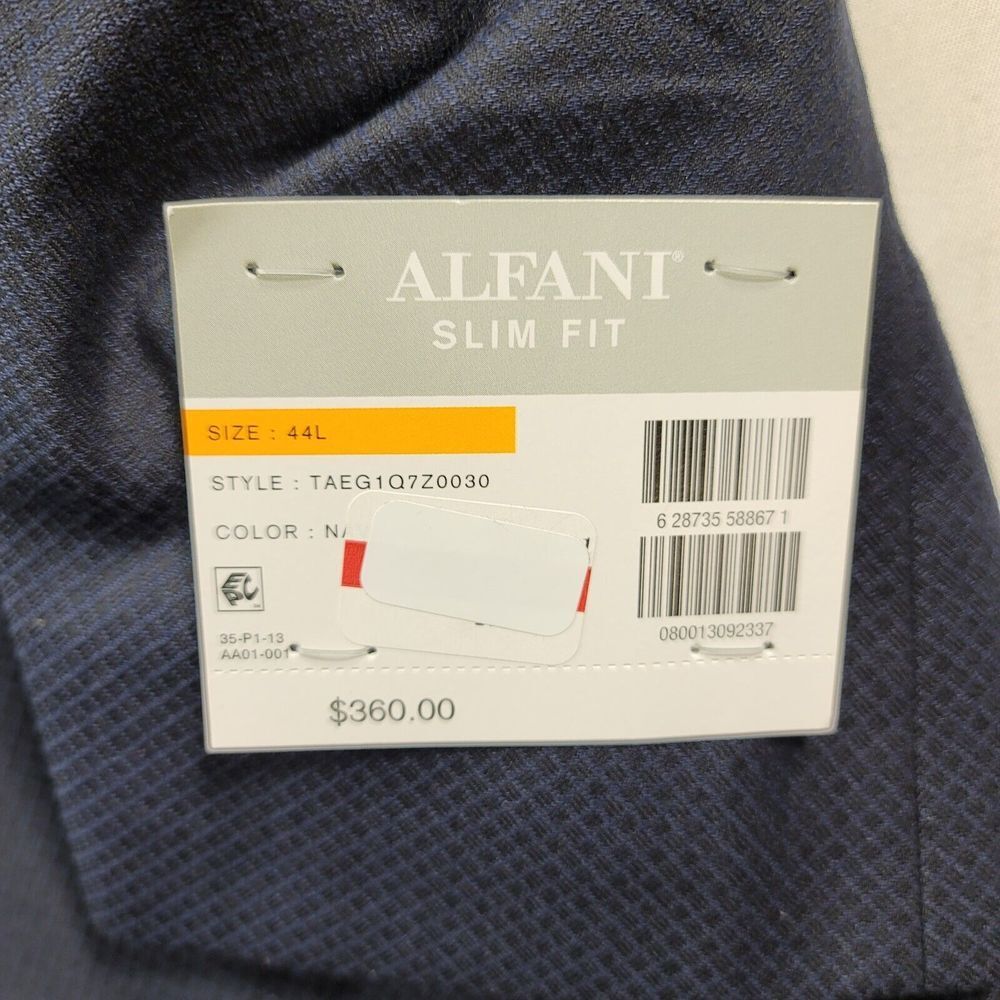 ALFANI®
SLIM FIT
SIZE : 44L
STYLE : TAEG1Q7Z0030
COLOR :
EPC
35-P1-13
AA01-001
6 28735 58867 1
080013092337
$360.00